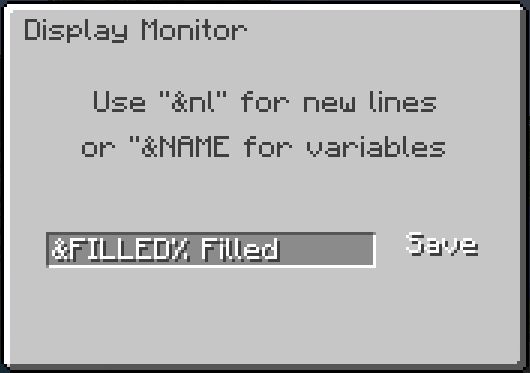 Display Monitor
Use "&nl" for new lines
or "&NAME for variables
&FILLED% Filled
Save